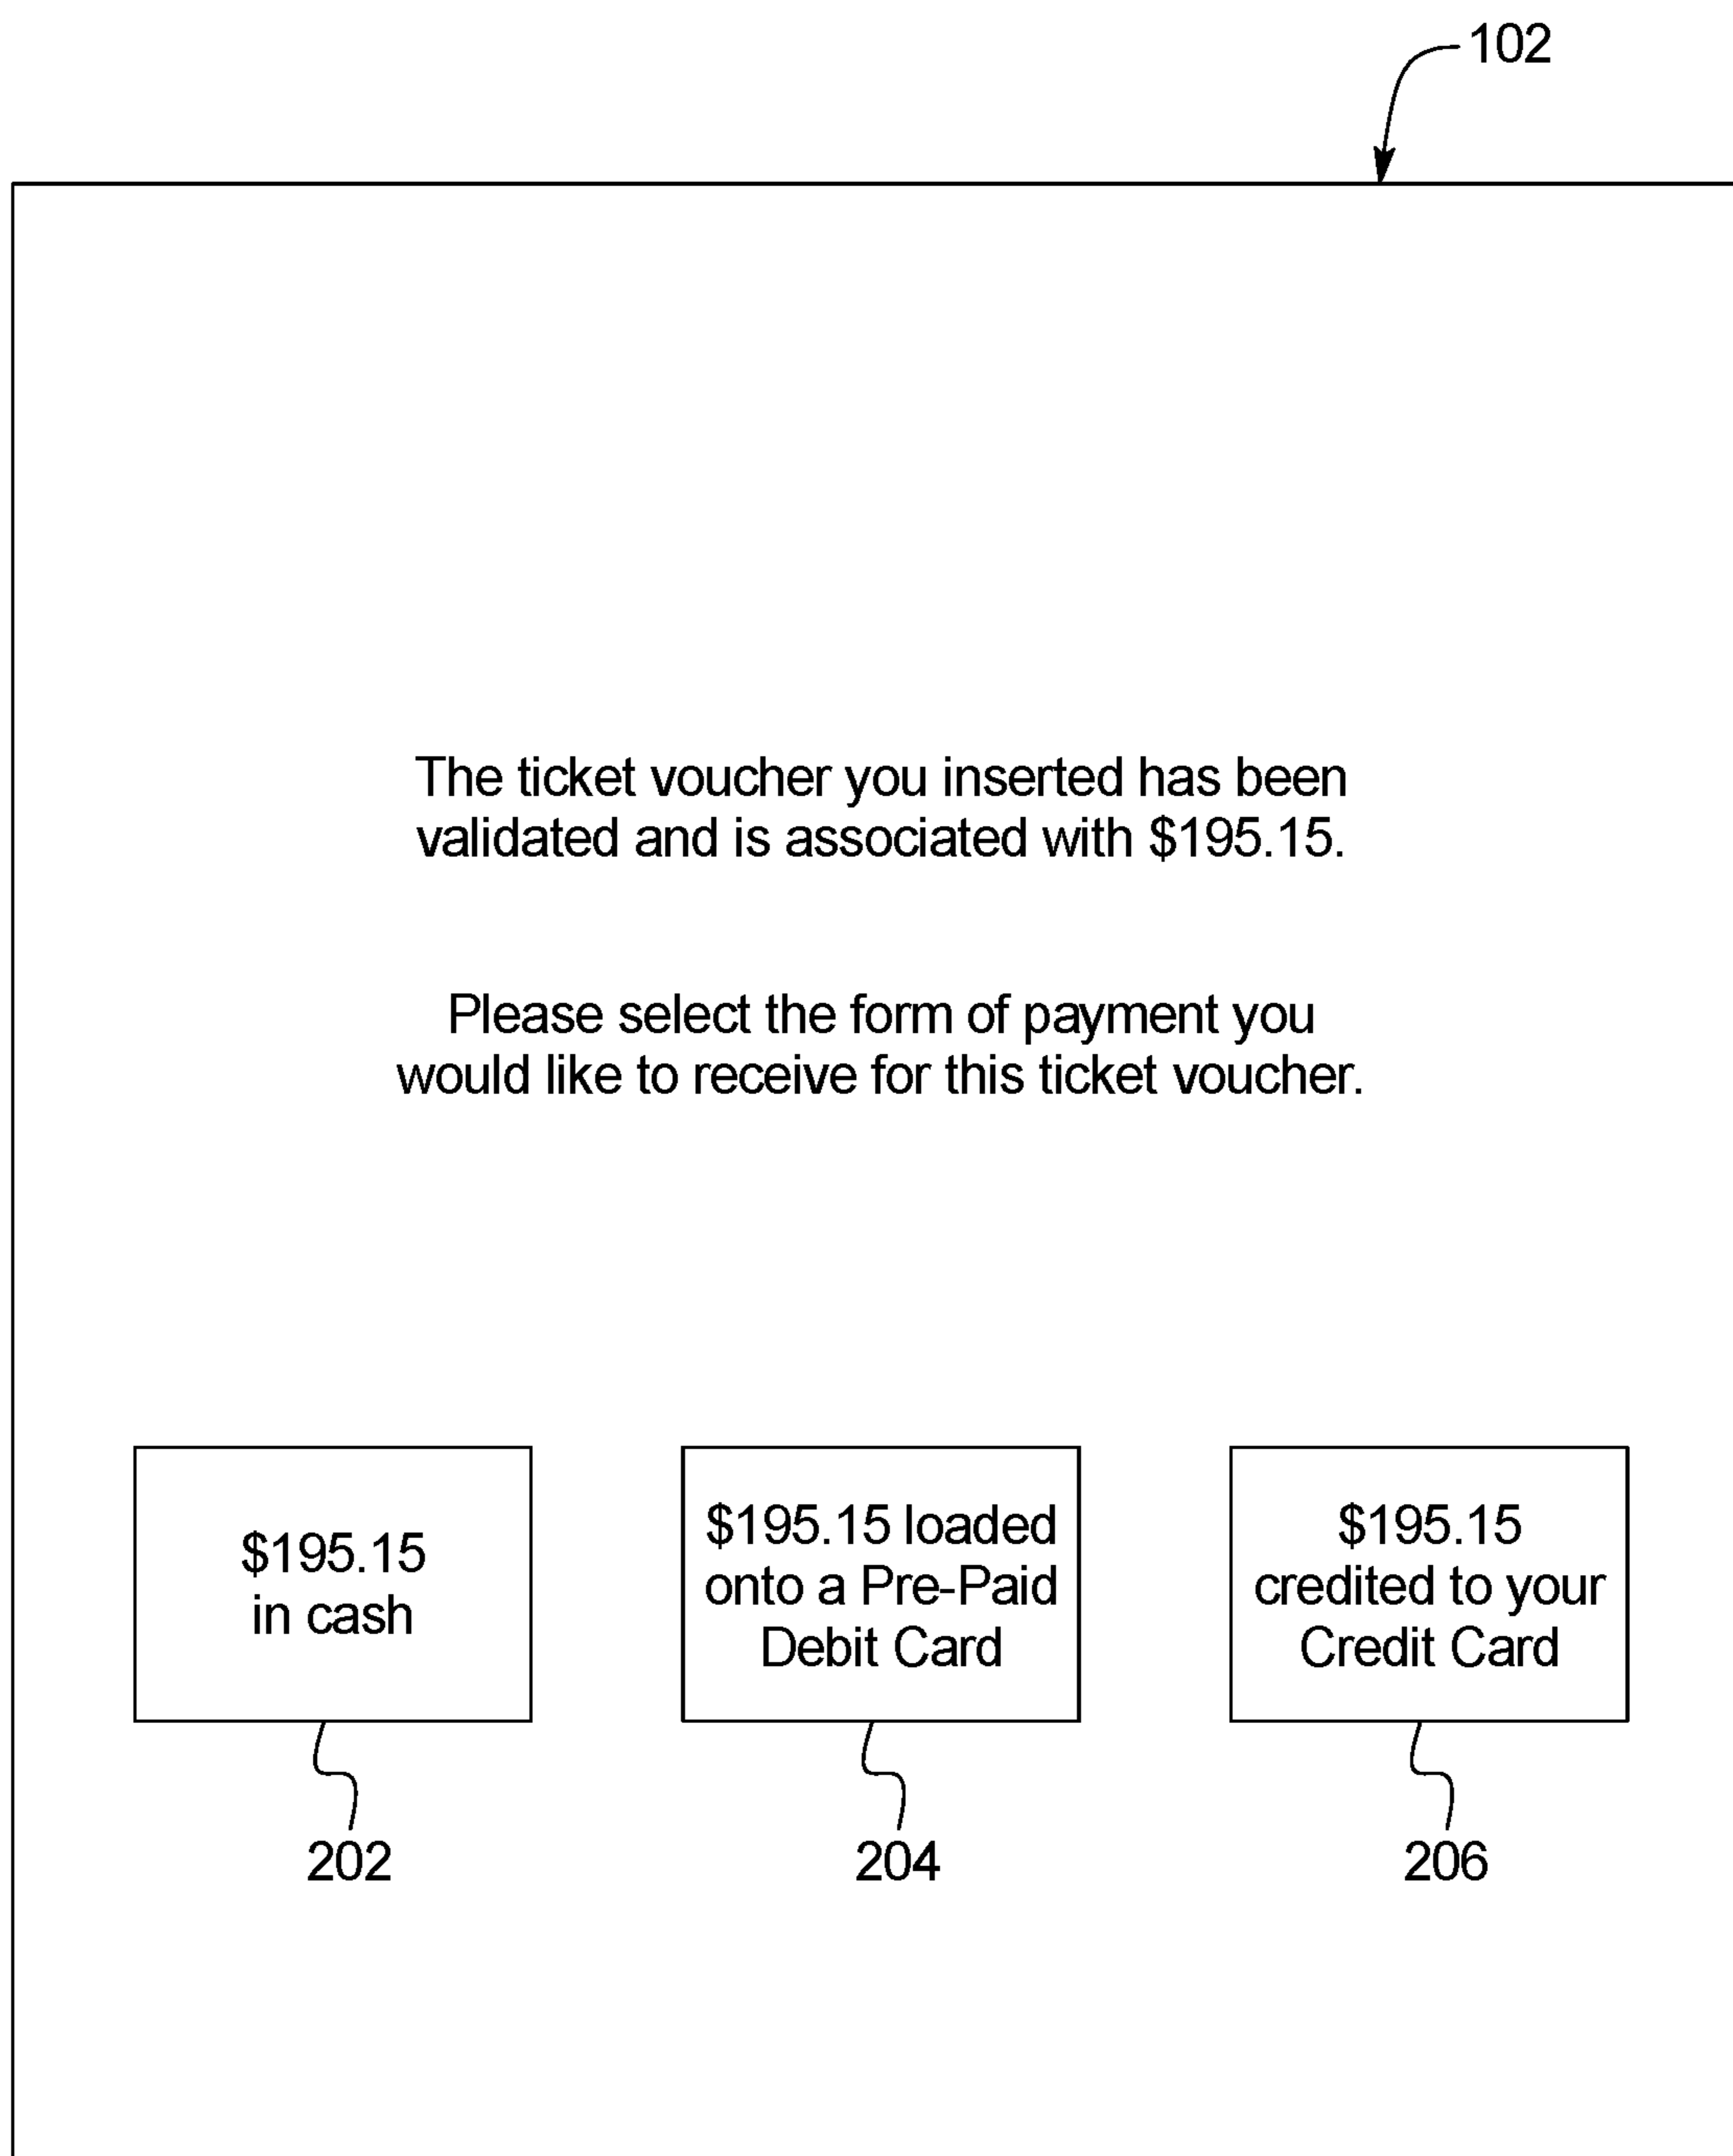 102
The ticket voucher you inserted has been
validated and is associated with $195.15.
Please select the form of payment you
would like to receive for this ticket voucher.
$195.15
in cash
$195.15 loaded
onto a Pre-Paid
Debit Card
$195.15
credited to your
Credit Card
202
204
206